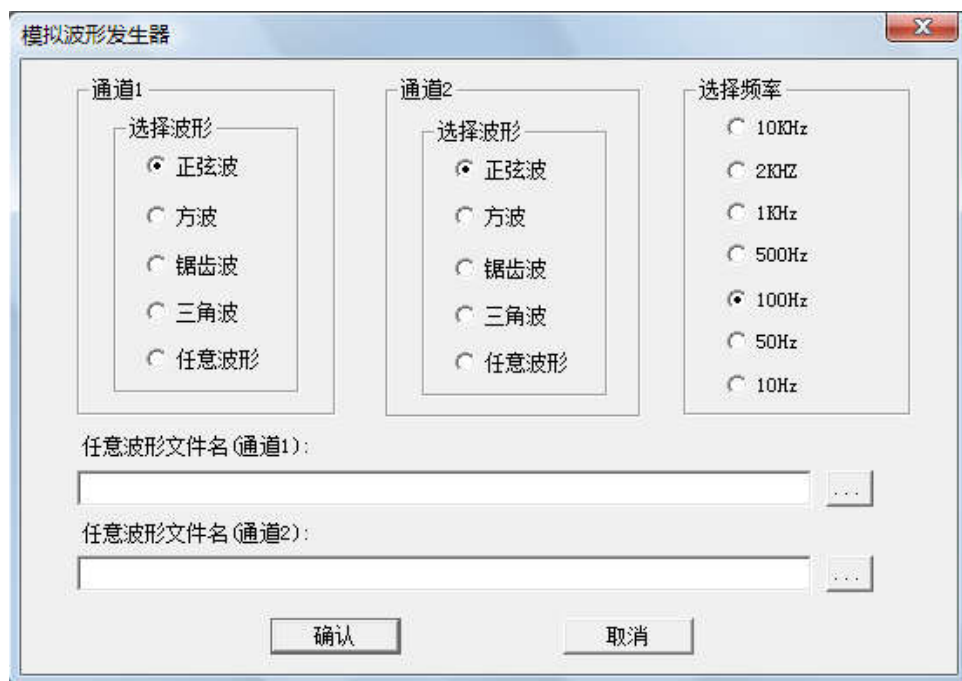 模拟波形发生器
通道1
选择波形
正弦波
方波
锯齿波
三角波
任意波形
通道2
选择波形
正弦波
方波
锯齿波
三角波
任意波形
选择频率
10KHz
2KHZ
1KHz
500Hz
100Hz
50Hz
10Hz
任意波形文件名(通道1):
...
任意波形文件名(通道2):
...
确认 取消